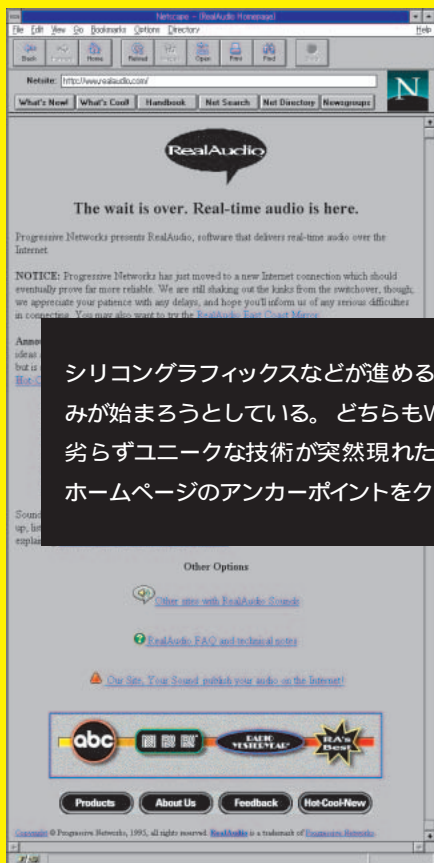 Netscape - [RealAudio Homepage]
File Edit View Go Bookmarks Options Directory Help
Back Home Reload Open Print Find
Netsite: http://www.realaudio.com/
What's New! What's Cool! Handbook Net Search Net Directory Newsgroups
N
RealAudio
The wait is over. Real-time audio is here.
Progressive Networks presents RealAudio, software that delivers real-time audio over the
Internet.
NOTICE: Progressive Networks has just moved to a new Internet connection which should
eventually prove far more reliable. We are still shaking out the kinks from the switchover, though;
we appreciate your patience with any delays, and hope you'll inform us of any serious difficulties
in connecting. You may also want to try the RealAudio East Coast Mirror.
ideas
but is
シリコングラフィックスなどが進める
みが始まろうとしている。 どちらもW
劣らずユニークな技術が突然現れた
ホームページのアンカーポイントをク
Sound
up, list
explai
Other Options
Other sites with RealAudio Sounds
RealAudio FAQ and technical notes
Our Site, Your Sound publish your audio on the Internet!
abc
RADIO
YESTERYEAR
RA's
Best!
Products About Us Feedback Hot-Cool-New
Copyright © Progressive Networks, 1995, all rights reserved. RealAudio is a trademark of Progressive Networks.